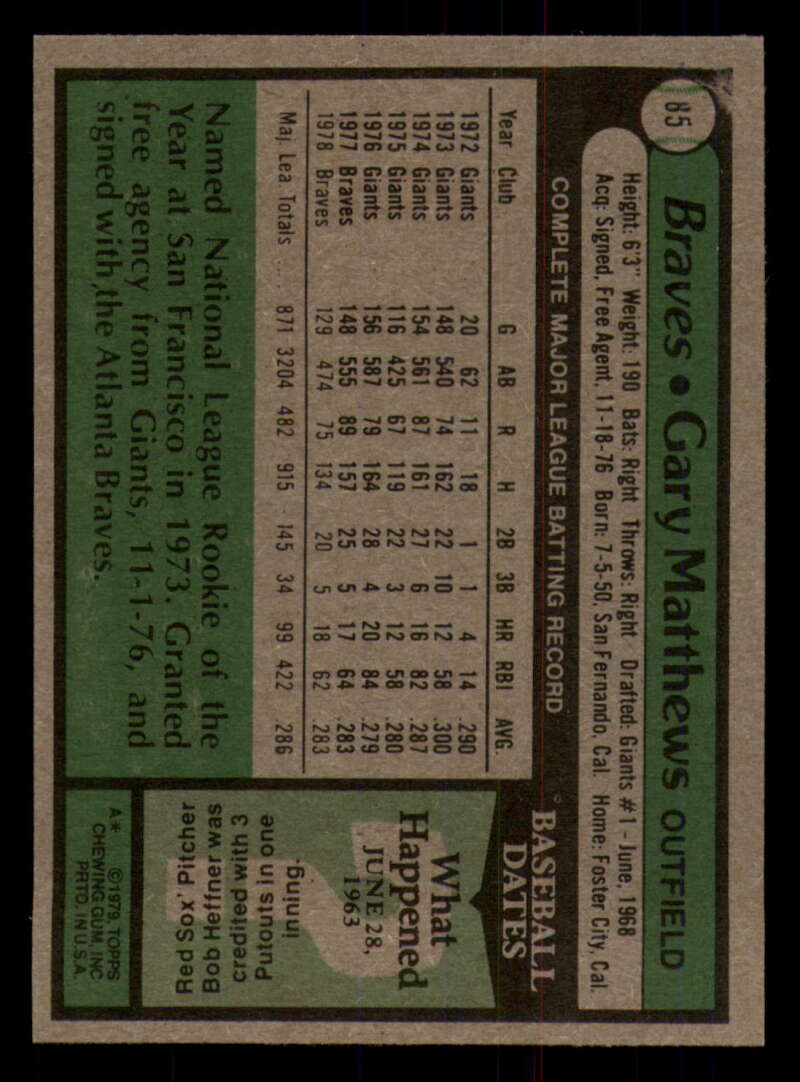 85
Braves • Gary Matthews OUTFIELD
Height: 6'3" Weight: 190 Bats: Right Throws: Right Drafted: Giants #1 - June, 1968
Acq: Signed, Free Agent, 11-18-76 Born: 7-5-50, San Fernando, Cal. Home: Foster City, Cal.
COMPLETE MAJOR LEAGUE BATTING RECORD
Year Club G AB R H 2B 3B HR RBI AVG.
1972 Giants 20 62 11 18 1 1 4 14 .290
1973 Giants 148 540 74 162 22 10 12 58 .300
1974 Giants 154 561 87 161 27 6 16 82 .287
1975 Giants 116 425 67 119 22 3 12 58 .280
1976 Giants 156 587 79 164 28 4 20 84 .279
1977 Braves 148 555 89 157 25 5 17 64 .283
1978 Braves 129 474 75 134 20 5 18 62 .283
Maj. Lea. Totals .... 871 3204 482 915 145 34 99 422 .286
Named National League Rookie of the
Year at San Francisco in 1973. Granted
free agency from Giants, 11-1-76, and
signed with the Atlanta Braves.
BASEBALL
DATES
What
Happened
JUNE 28,
1963
Red Sox' Pitcher
Bob Heffner was
credited with 3
Putouts in one
inning.
A* ©1979, TOPPS
CHEWING GUM, INC
PRTD. IN U.S.A.